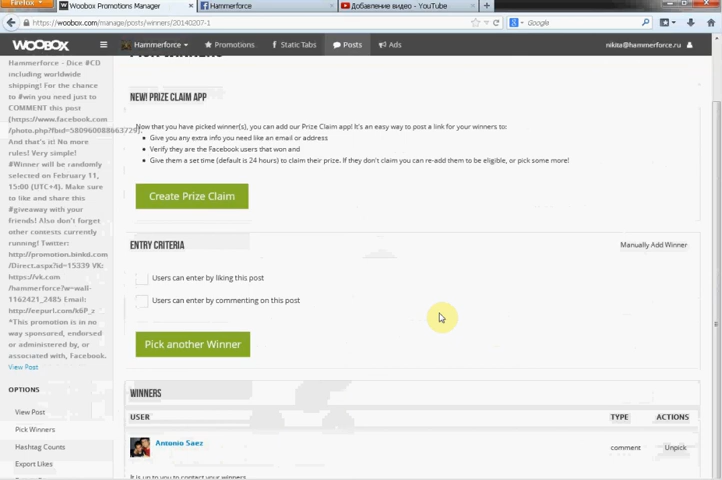 Firefox
Woobox Promotions Manager
Hammerforce
Добавление видео - YouTube
https://woobox.com/manage/posts/winners/20140207-1
Google
WOOBOX
Hammerforce
Promotions
Static Tabs
Posts
Ads
nikita@hammerforce.ru
Hammerforce - Dice #CD
including worldwide
shipping! For the chance
to #win you need just to
COMMENT this post
(https://www.facebook.com
/photo.php?fbid=580960088663729).
And that's it! No more
rules! Very simple!
#Winner will be randomly
selected on February 11,
15:00 (UTC+4). Make sure
to like and share this
#giveaway with your
friends! Also don't forget
other contests currently
running! Twitter:
http://promotion.binkd.com
/Direct.aspx?id=15339 VK:
https://vk.com
/hammerforce?w=wall-
1162421_2485 Email:
http://eepurl.com/k6P_z
*This promotion is in no
way sponsored, endorsed
or administered by, or
associated with, Facebook.
View Post
OPTIONS
View Post
Pick Winners
Hashtag Counts
Export Likes
NEW! PRIZE CLAIM APP
Now that you have picked winner(s), you can add our Prize Claim app! It's an easy way to post a link for your winners to:
Give you any extra info you need like an email or address
Verify they are the Facebook users that won and
Give them a set time (default is 24 hours) to claim their prize. If they don't claim you can re-add them to be eligible, or pick some more!
Create Prize Claim
ENTRY CRITERIA
Manually Add Winner
Users can enter by liking this post
Users can enter by commenting on this post
Pick another Winner
WINNERS
USER
TYPE
ACTIONS
Antonio Saez
comment
Unpick
It is up to you to contact your winners